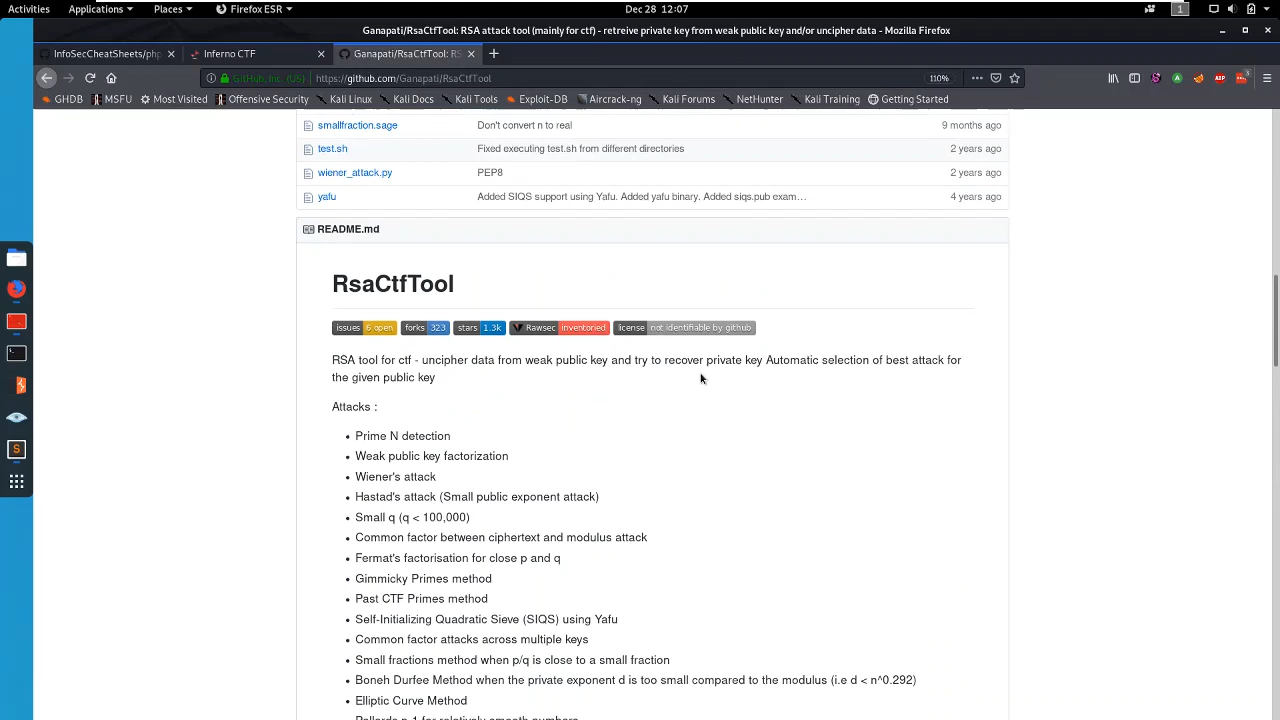 Activities Applications Places Firefox ESR Dec 28 12:07 1
Ganapati/RsaCtfTool: RSA attack tool (mainly for ctf) - retreive private key from weak public key and/or uncipher data - Mozilla Firefox
InfoSecCheatSheets/php Inferno CTF Ganapati/RsaCtfTool: RS
GitHub, Inc. (US) https://github.com/Ganapati/RsaCtfTool 110%
GHDB MSFU Most Visited Offensive Security Kali Linux Kali Docs Kali Tools Exploit-DB Aircrack-ng Kali Forums NetHunter Kali Training Getting Started
smallfraction.sage Don't convert n to real 9 months ago
test.sh Fixed executing test.sh from different directories 2 years ago
wiener_attack.py PEP8 2 years ago
yafu Added SIQS support using Yafu. Added yafu binary. Added siqs.pub exam… 4 years ago
README.md
RsaCtfTool
issues 6 open forks 323 stars 1.3k Rawsec inventoried license not identifiable by github
RSA tool for ctf - uncipher data from weak public key and try to recover private key Automatic selection of best attack for
the given public key
Attacks :
Prime N detection
Weak public key factorization
Wiener's attack
Hastad's attack (Small public exponent attack)
Small q (q < 100,000)
Common factor between ciphertext and modulus attack
Fermat's factorisation for close p and q
Gimmicky Primes method
Past CTF Primes method
Self-Initializing Quadratic Sieve (SIQS) using Yafu
Common factor attacks across multiple keys
Small fractions method when p/q is close to a small fraction
Boneh Durfee Method when the private exponent d is too small compared to the modulus (i.e d < n^0.292)
Elliptic Curve Method
Pollards p-1 for relatively smooth numbers